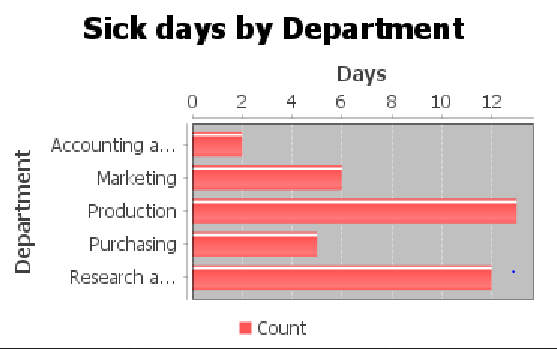 Sick days by Department
Days
0 2 4 6 8 10 12
Department
Accounting a...
Marketing
Production
Purchasing
Research a...
Count